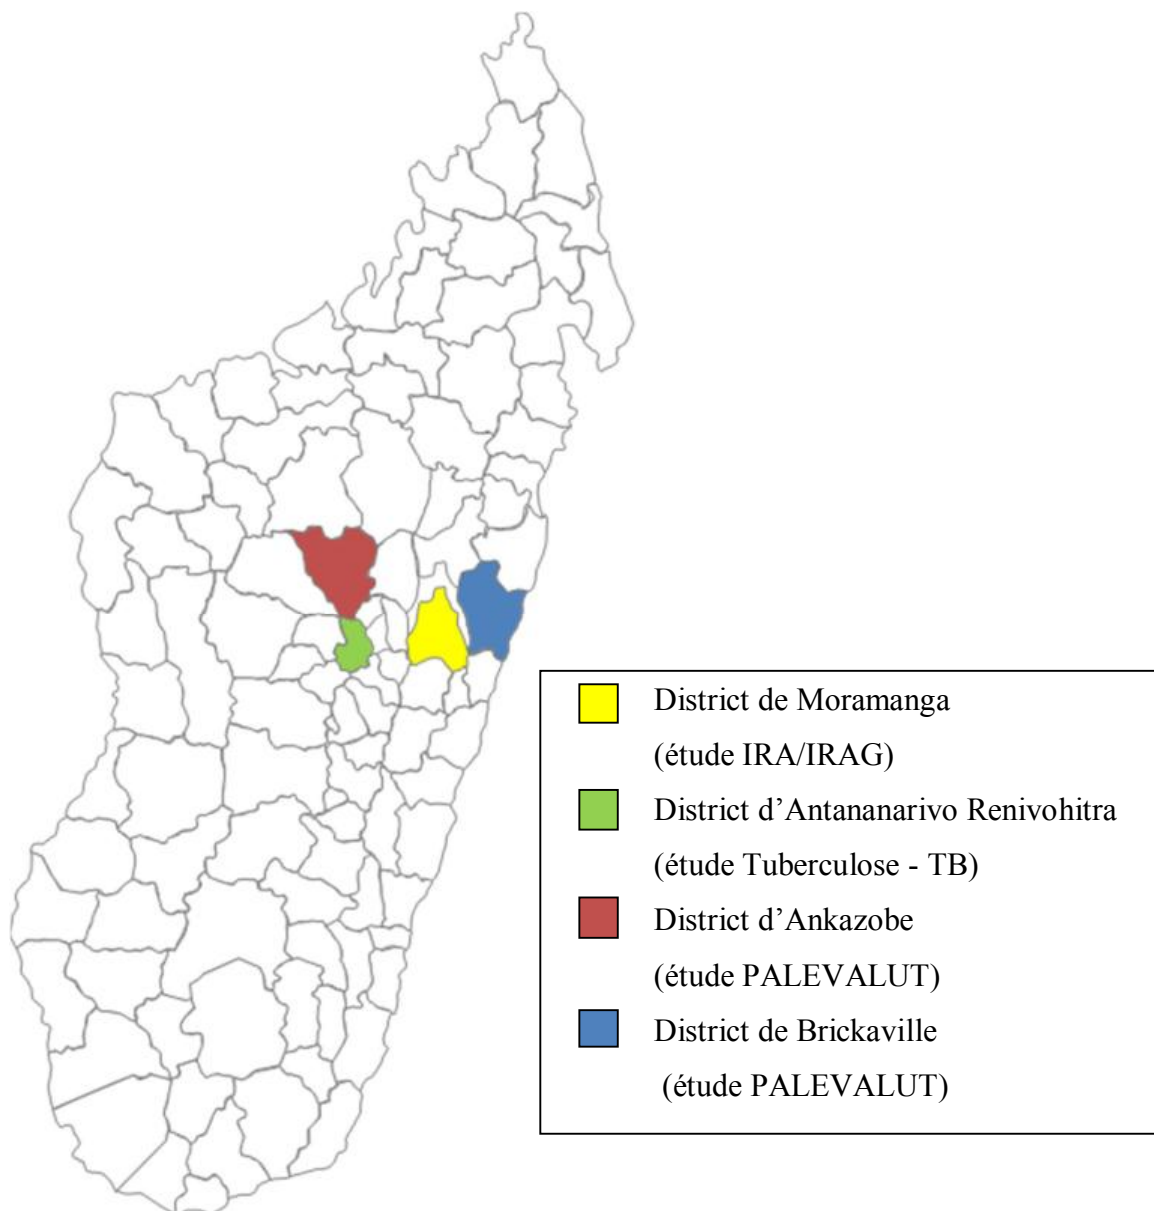 District de Moramanga
(étude IRA/IRAG)
District d’Antananarivo Renivohitra
(étude Tuberculose - TB)
District d’Ankazobe
(étude PALEVALUT)
District de Brickaville
(étude PALEVALUT)